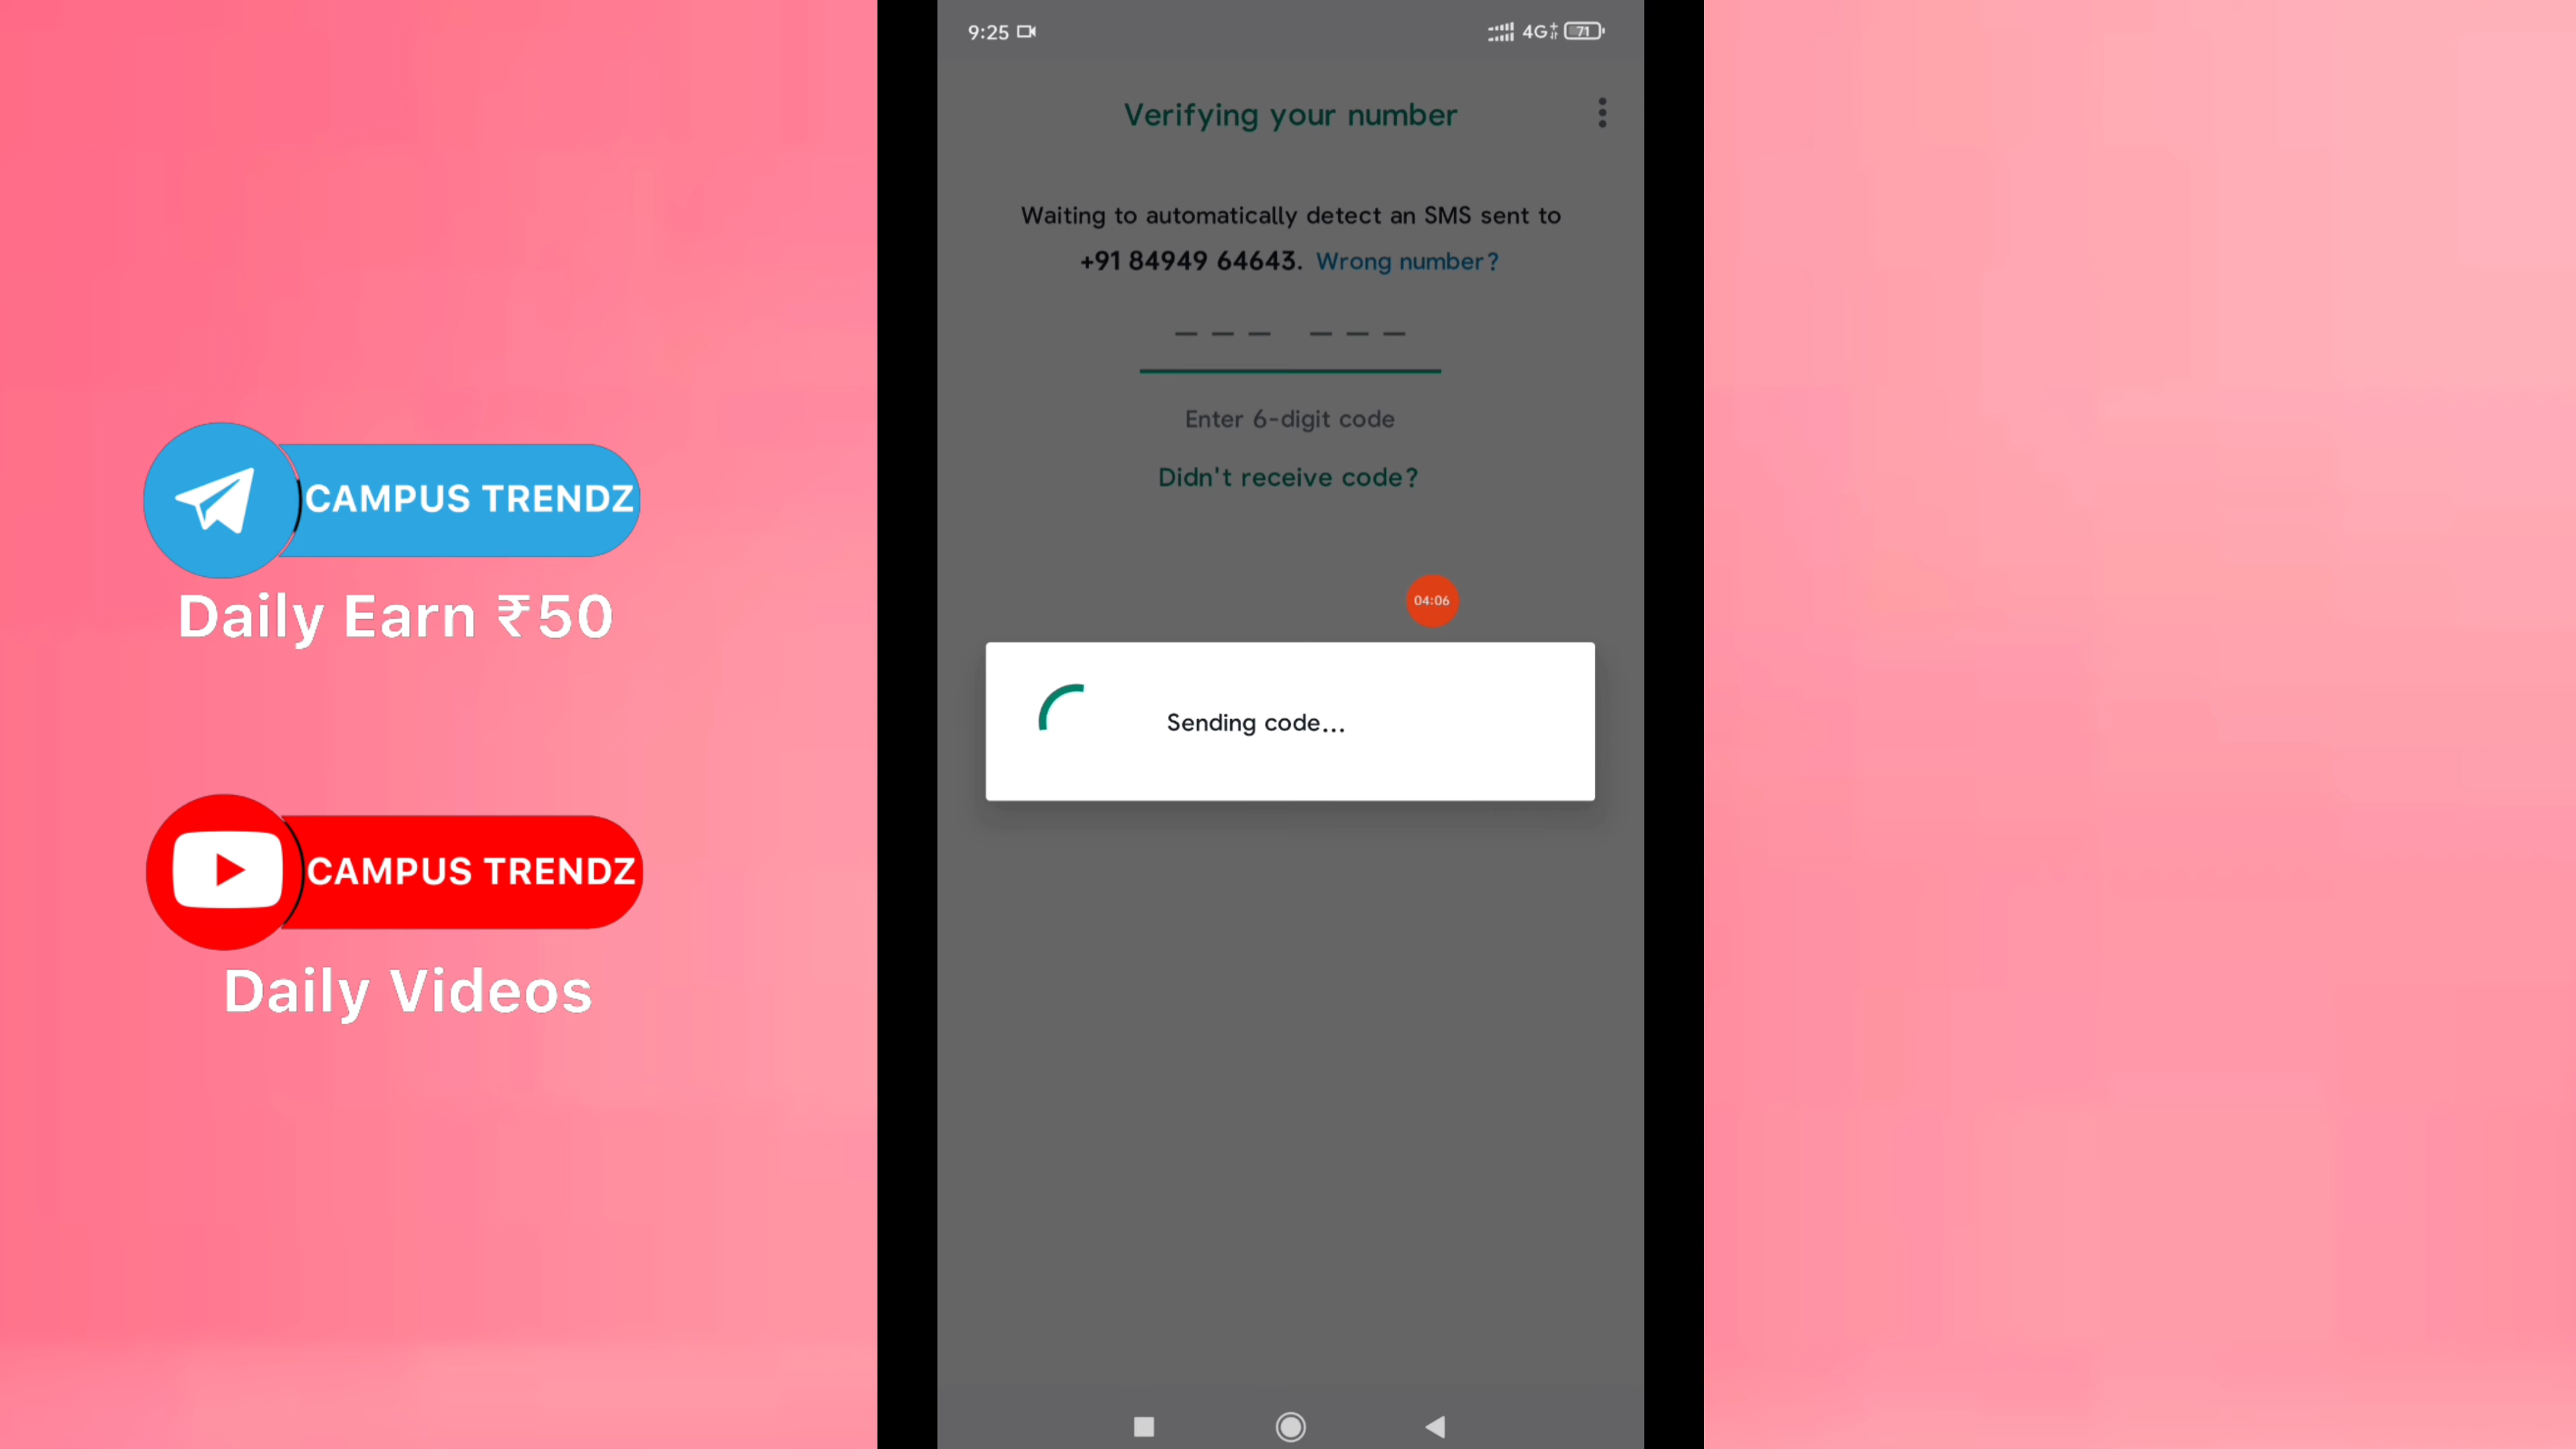 CAMPUS TRENDZ
Daily Earn ₹50
CAMPUS TRENDZ
Daily Videos
9:25
4G+ 71
Verifying your number
Waiting to automatically detect an SMS sent to
+91 84949 64643. Wrong number?
Enter 6-digit code
Didn't receive code?
04:06
Sending code...